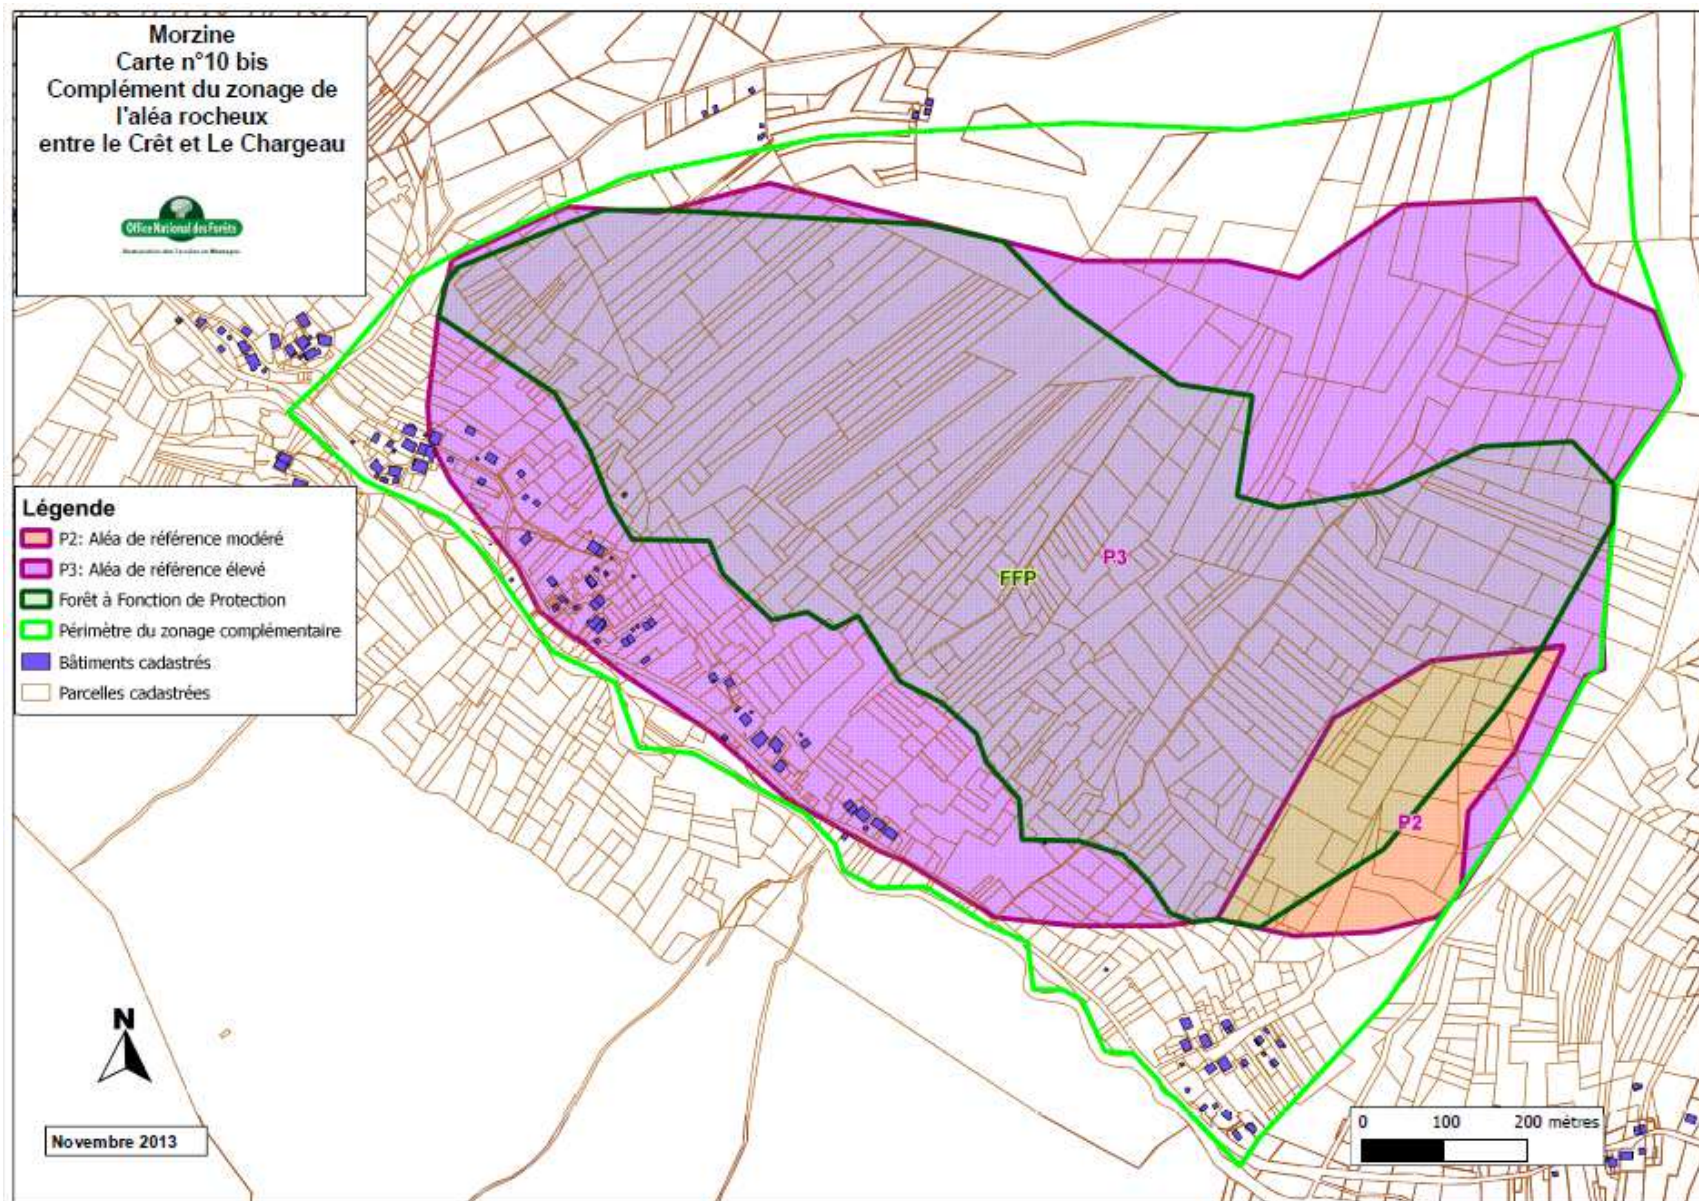 Morzine
Carte n°10 bis
Complément du zonage de
l'aléa rocheux
entre le Crêt et Le Chargeau
Office National des Forêts
Légende
P2: Aléa de référence modéré
P3: Aléa de référence élevé
Forêt à Fonction de Protection
Périmètre du zonage complémentaire
Bâtiments cadastrés
Parcelles cadastrées
FFP
P3
P2
N
Novembre 2013
0 100 200 mètres